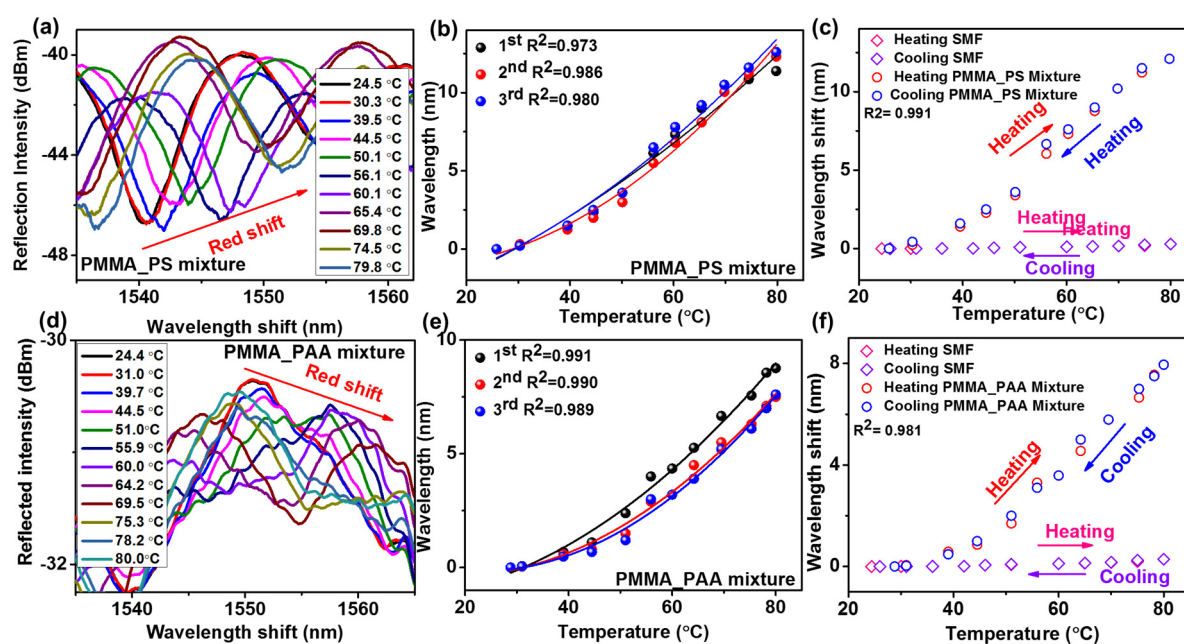 (a)
-40
-44
-48
Reflection Intensity (dBm)
24.5 °C
30.3 °C
39.5 °C
44.5 °C
50.1 °C
56.1 °C
60.1 °C
65.4 °C
69.8 °C
74.5 °C
79.8 °C
Red shift
PMMA_PS mixture
1540 1550 1560
Wavelength shift (nm)
(b)
10
5
0
Wavelength (nm)
1st R2=0.973
2nd R2=0.986
3rd R2=0.980
PMMA_PS mixture
20 40 60 80
Temperature (°C)
(c)
10
5
0
Wavelength shift (nm)
Heating SMF
Cooling SMF
Heating PMMA_PS Mixture
Cooling PMMA_PS Mixture
R2= 0.991
Heating
Heating
Heating
Heating
Cooling
20 40 60 80
Temperature (°C)
(d)
-30
-32
Reflected intensity (dBm)
PMMA_PAA mixture
24.4 °C
31.0 °C
39.7 °C
44.5 °C
51.0°C
55.9 °C
60.0 °C
64.2 °C
69.5 °C
75.3 °C
78.2 °C
80.0°C
Red shift
1540 1550 1560
Wavelength shift (nm)
(e)
10
5
0
Wavelength (nm)
1st R2=0.991
2nd R2=0.990
3rd R2=0.989
PMMA_PAA mixture
20 40 60 80
Temperature (°C)
(f)
8
4
0
Wavelength shift (nm)
Heating SMF
Cooling SMF
Heating PMMA_PAA Mixture
Cooling PMMA_PAA Mixture
R2= 0.981
Heating
Cooling
Heating
Cooling
20 30 40 50 60 70 80
Temperature (°C)